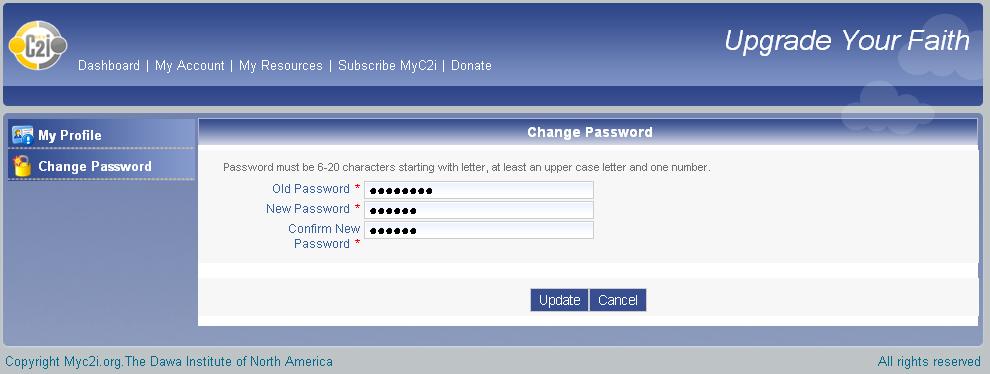 C2i
Upgrade Your Faith
Dashboard | My Account | My Resources | Subscribe MyC2i | Donate
My Profile
Change Password
Change Password
Password must be 6-20 characters starting with letter, at least an upper case letter and one number.
Old Password * ●●●●●●●●
New Password * ●●●●●●
Confirm New
Password * ●●●●●●
Update Cancel
Copyright Myc2i.org.The Dawa Institute of North America
All rights reserved